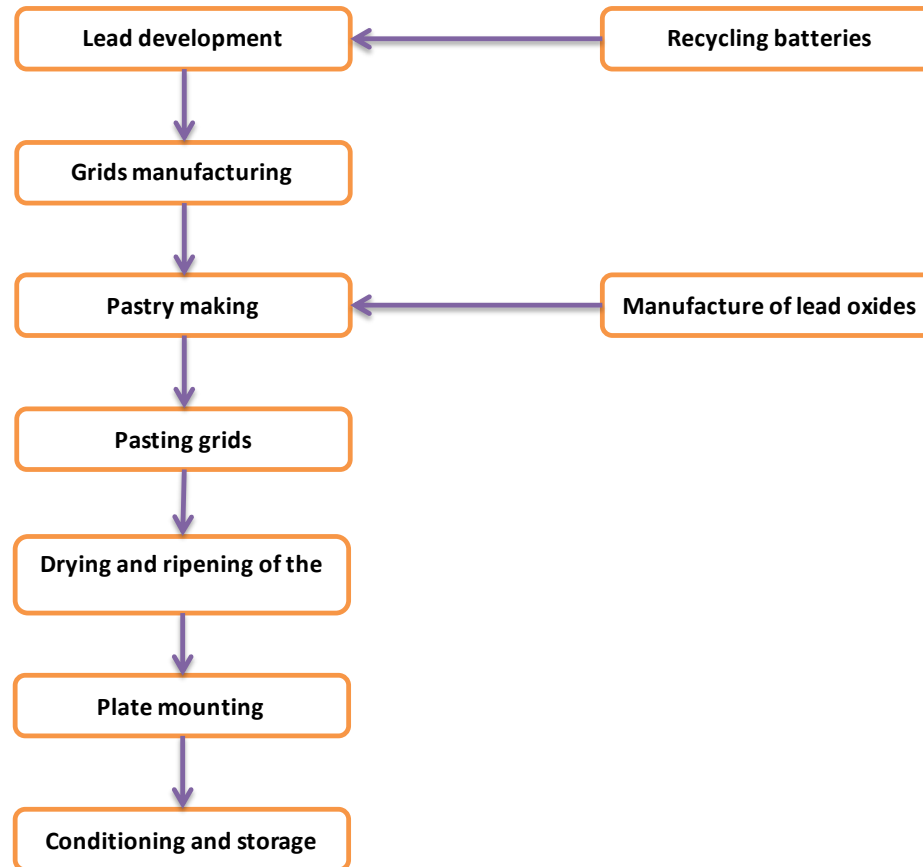 Lead development
Recycling batteries
Grids manufacturing
Pastry making
Manufacture of lead oxides
Pasting grids
Drying and ripening of the
Plate mounting
Conditioning and storage